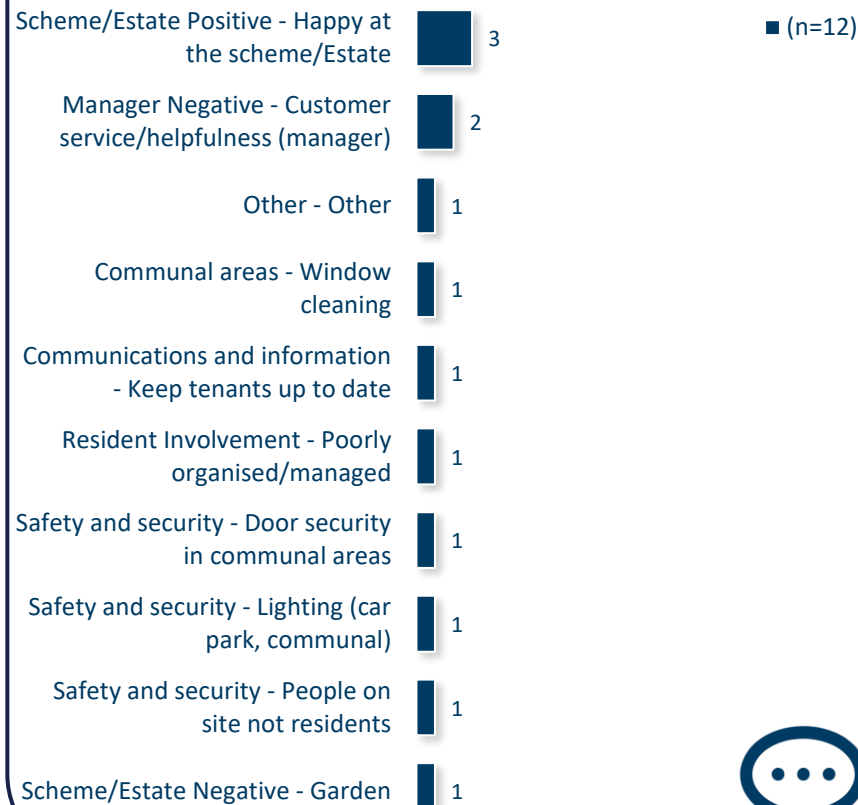 Scheme/Estate Positive - Happy at
the scheme/Estate
3
(n=12)
Manager Negative - Customer
service/helpfulness (manager)
2
Other - Other
1
Communal areas - Window
cleaning
1
Communications and information
- Keep tenants up to date
1
Resident Involvement - Poorly
organised/managed
1
Safety and security - Door security
in communal areas
1
Safety and security - Lighting (car
park, communal)
1
Safety and security - People on
site not residents
1
Scheme/Estate Negative - Garden
1